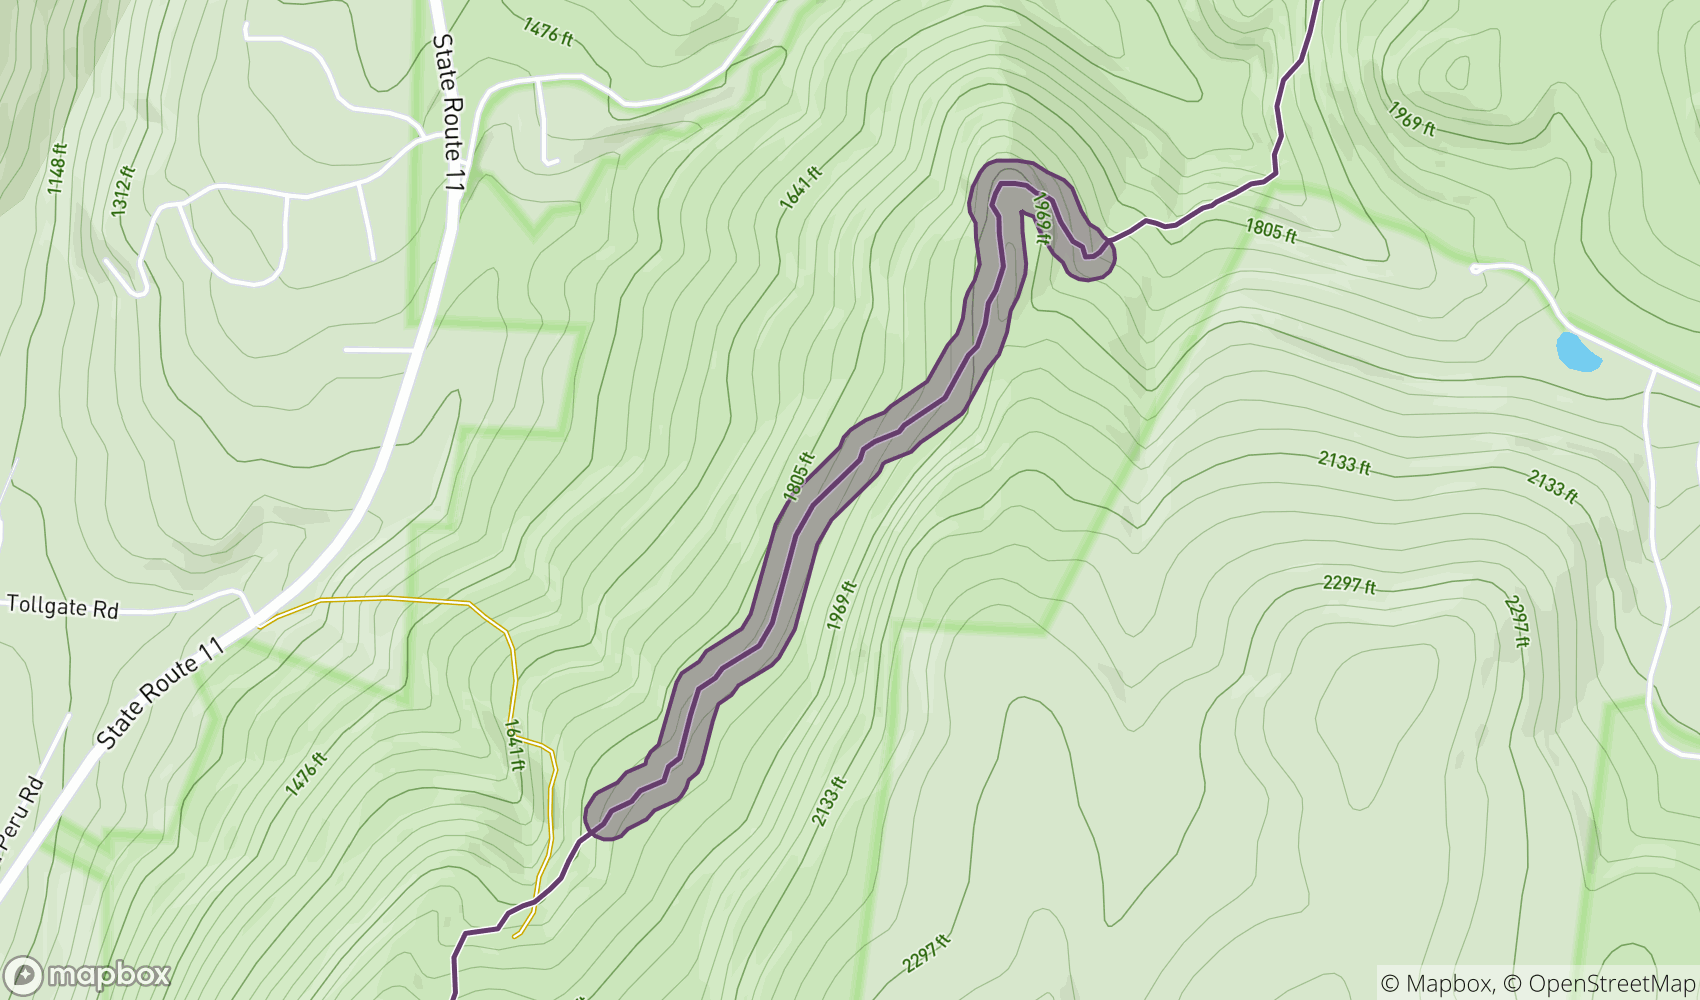 1476 ft
State Route 11
1148 ft
1312 ft
1641 ft
1969 ft
1969 ft
1805 ft
1805 ft
2133 ft
2133 ft
1969 ft
2297 ft
2297 ft
Tollgate Rd
State Route 11
1641 ft
1476 ft
2133 ft
Peru Rd
2297 ft
mapbox
© Mapbox, © OpenStreetMap